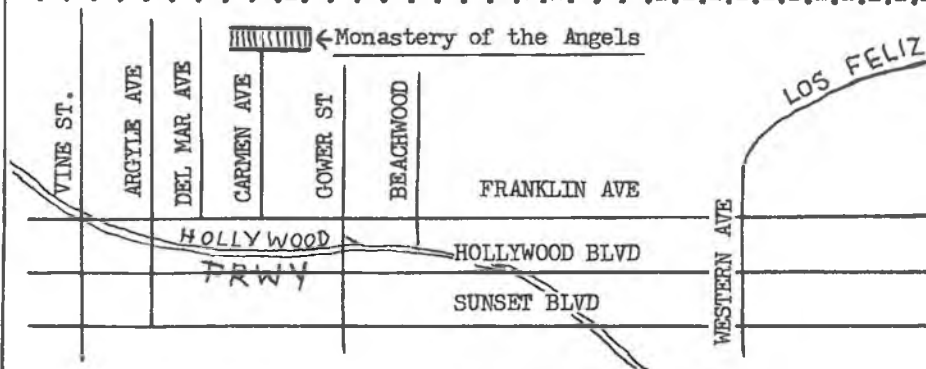 ←Monastery of the Angels
LOS FELIZ
VINE ST.
ARGYLE AVE
DEL MAR AVE
CARMEN AVE
GOWER ST
BEACHWOOD
FRANKLIN AVE
WESTERN AVE
HOLLYWOOD
FRWY
HOLLYWOOD BLVD
SUNSET BLVD